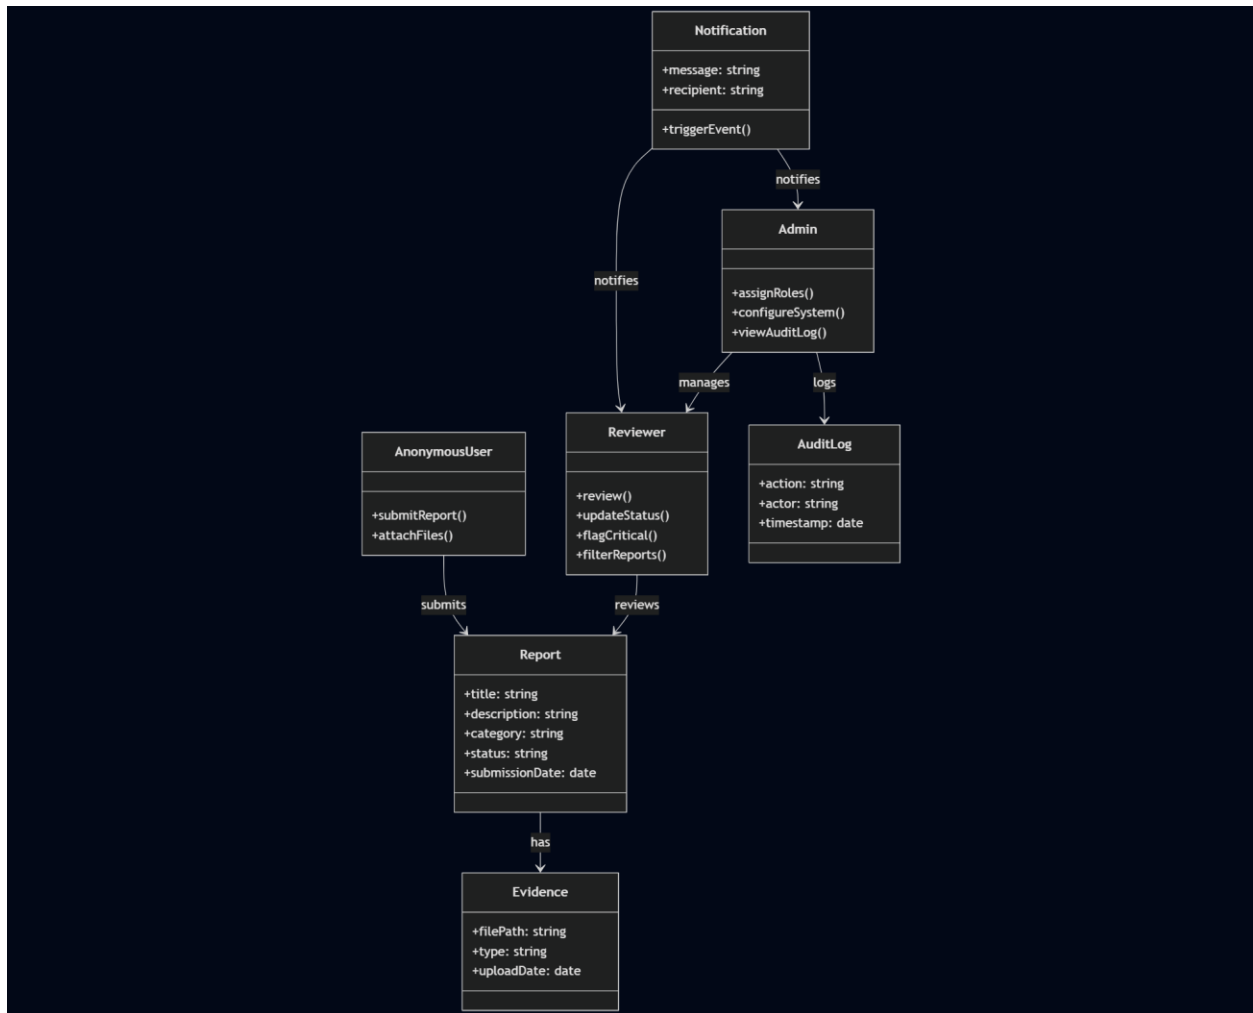 Notification
+message: string
+recipient: string
+triggerEvent()
notifies
Admin
+assignRoles()
+configureSystem()
+viewAuditLog()
notifies
manages
logs
AnonymousUser
+submitReport()
+attachFiles()
Reviewer
+review()
+updateStatus()
+flagCritical()
+filterReports()
AuditLog
+action: string
+actor: string
+timestamp: date
submits
reviews
Report
+title: string
+description: string
+category: string
+status: string
+submissionDate: date
has
Evidence
+filePath: string
+type: string
+uploadDate: date